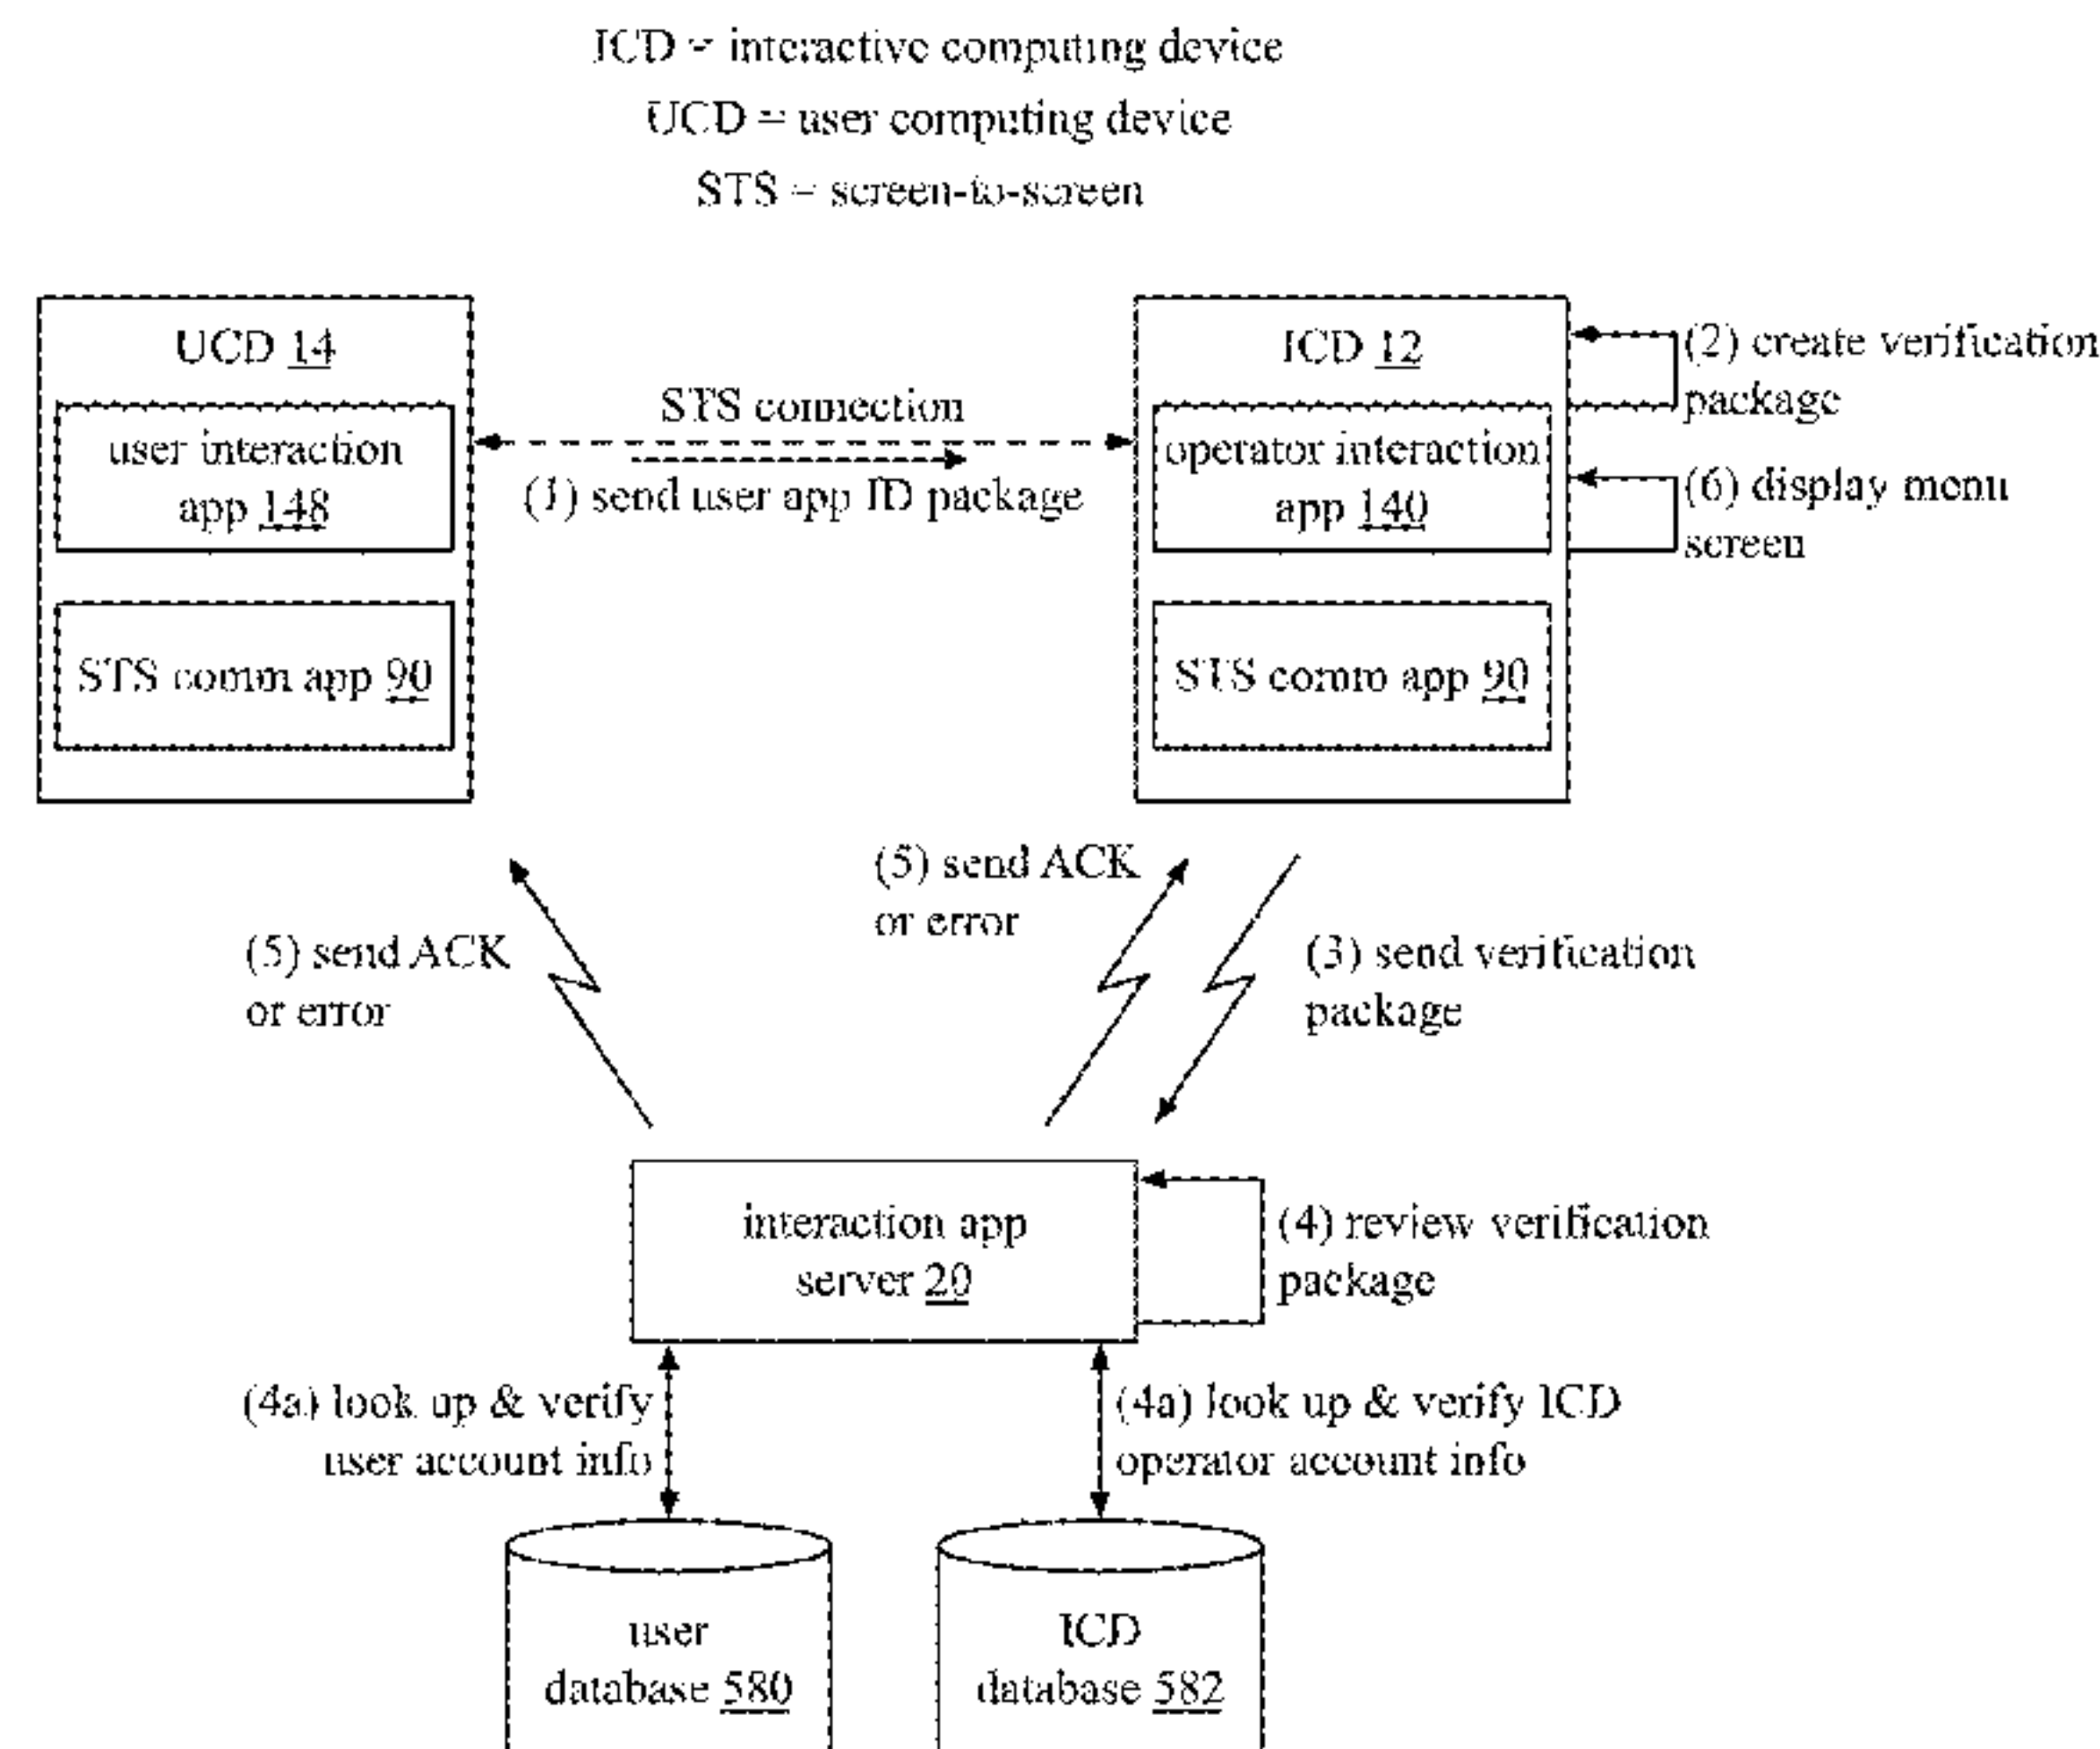 ICD = interactive computing device
UCD = user computing device
STS = screen-to-screen
UCD 14
user interaction
app 148
STS comm app 90
STS connection
(1) send user app ID package
ICD 12
operator interaction
app 140
STS comm app 90
(2) create verification
package
(6) display menu
screen
(5) send ACK
or error
(5) send ACK
or error
(3) send verification
package
interaction app
server 20
(4) review verification
package
(4a) look up & verify
user account info
(4a) look up & verify ICD
operator account info
user
database 580
ICD
database 582